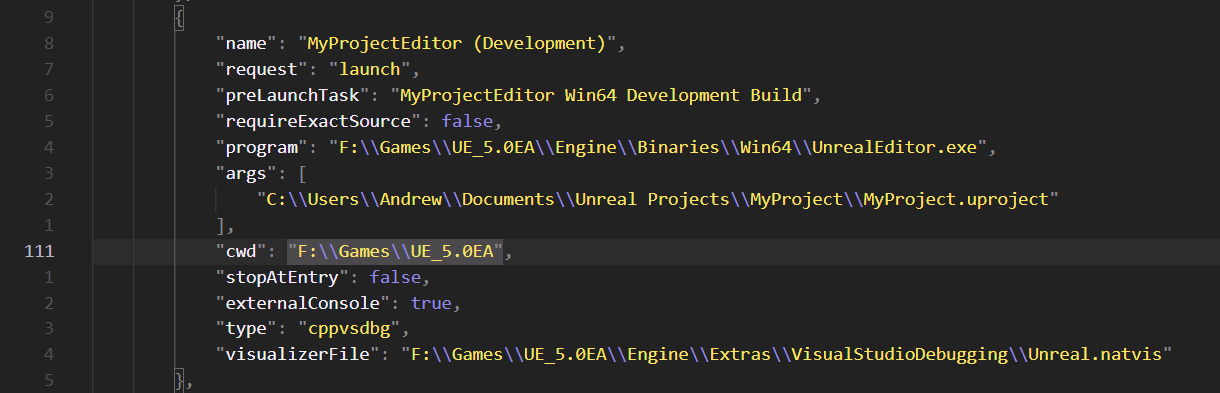 9 {
8 "name": "MyProjectEditor (Development)",
7 "request": "launch",
6 "preLaunchTask": "MyProjectEditor Win64 Development Build",
5 "requireExactSource": false,
4 "program": "F:\\Games\\UE_5.0EA\\Engine\\Binaries\\Win64\\UnrealEditor.exe",
3 "args": [
2 "C:\\Users\\Andrew\\Documents\\Unreal Projects\\MyProject\\MyProject.uproject"
1 ],
111 "cwd": "F:\\Games\\UE_5.0EA",
1 "stopAtEntry": false,
2 "externalConsole": true,
3 "type": "cppvsdbg",
4 "visualizerFile": "F:\\Games\\UE_5.0EA\\Engine\\Extras\\VisualStudioDebugging\\Unreal.natvis"
5 },